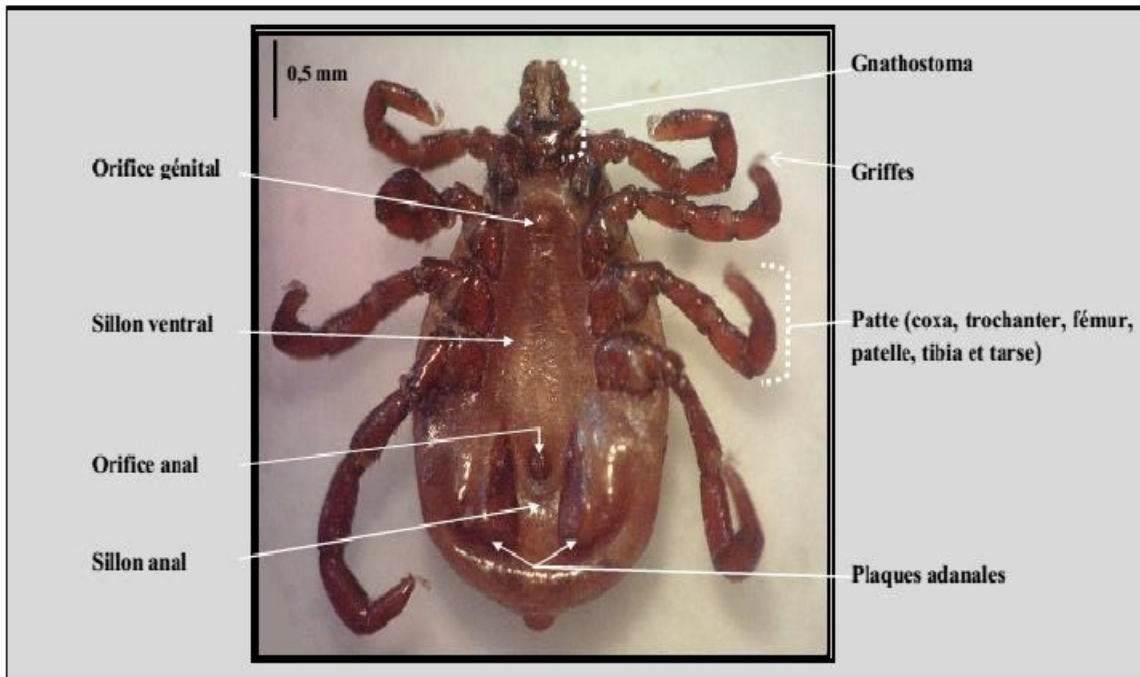 0,5 mm
Gnathostoma
Orifice génital
Griffes
Sillon ventral
Patte (coxa, trochanter, fémur,
patelle, tibia et tarse)
Orifice anal
Sillon anal
Plaques adanales